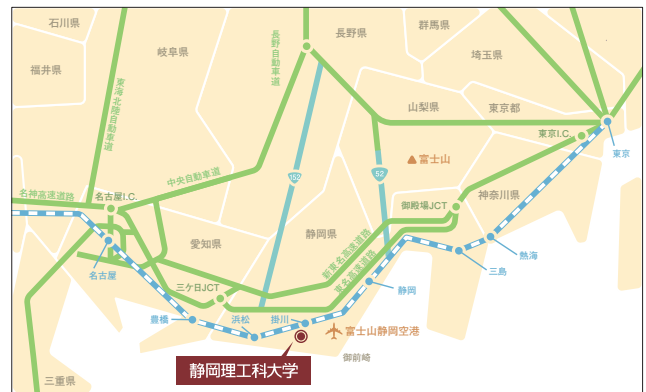 石川県
福井県
岐阜県
長野県
群馬県
埼玉県
長野自動車道
東海北陸自動車道
山梨県
東京都
東京I.C.
東京
富士山
中央自動車道
名神高速道路
名古屋I.C.
152
52
御殿場JCT
神奈川県
静岡県
愛知県
新東名高速道路
東名高速道路
熱海
三島
名古屋
三ケ日JCT
静岡
豊橋
浜松
掛川
富士山静岡空港
御前崎
静岡理工科大学
三重県